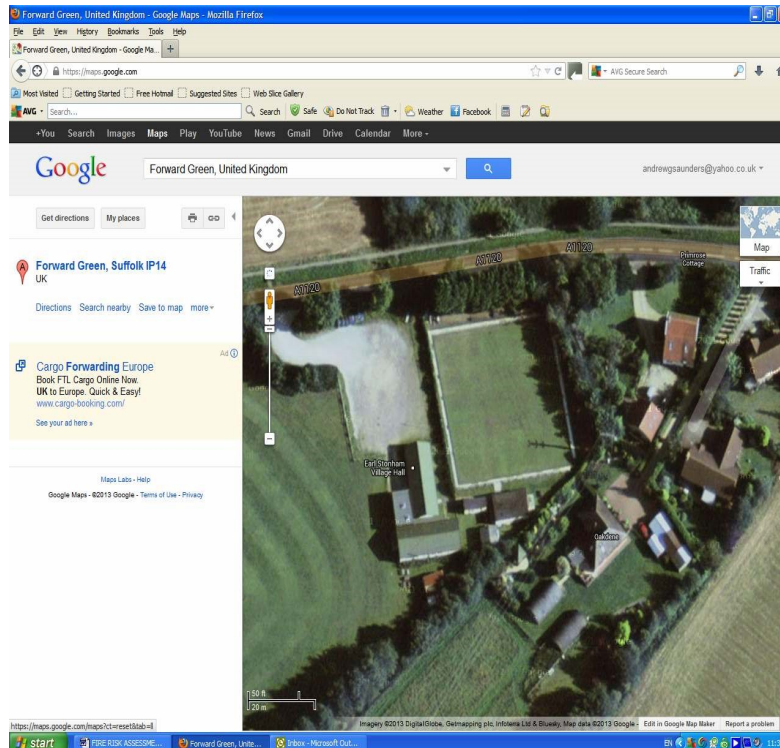 Forward Green, United Kingdom - Google Maps - Mozilla Firefox
File Edit View History Bookmarks Tools Help
Forward Green, United Kingdom - Google Ma...
https://maps.google.com
AVG Secure Search
Most Visited Getting Started Free Hotmail Suggested Sites Web Slice Gallery
AVG Search... Search Safe Do Not Track Weather Facebook
+You Search Images Maps Play YouTube News Gmail Drive Calendar More
Google
Forward Green, United Kingdom
andrewgsaunders@yahoo.co.uk
Get directions My places
A Forward Green, Suffolk IP14
UK
Directions Search nearby Save to map more
Ad
Cargo Forwarding Europe
Book FTL Cargo Online Now.
UK to Europe. Quick & Easy!
www.cargo-booking.com/
See your ad here »
Maps Labs - Help
Google Maps - ©2013 Google - Terms of Use - Privacy
Map
Traffic
A1120
A1120
A1120
Primrose
Cottage
Earl Stonham
Village Hall
Oakdene
50 ft
20 m
Imagery ©2013 DigitalGlobe, Getmapping plc, Infoterra Ltd & Bluesky, Map data ©2013 Google - Edit in Google Map Maker Report a problem
https://maps.google.com/maps?ct=reset&tab=ll
start FIRE RISK ASSESSME... Forward Green, Unite... Inbox - Microsoft Out... EN